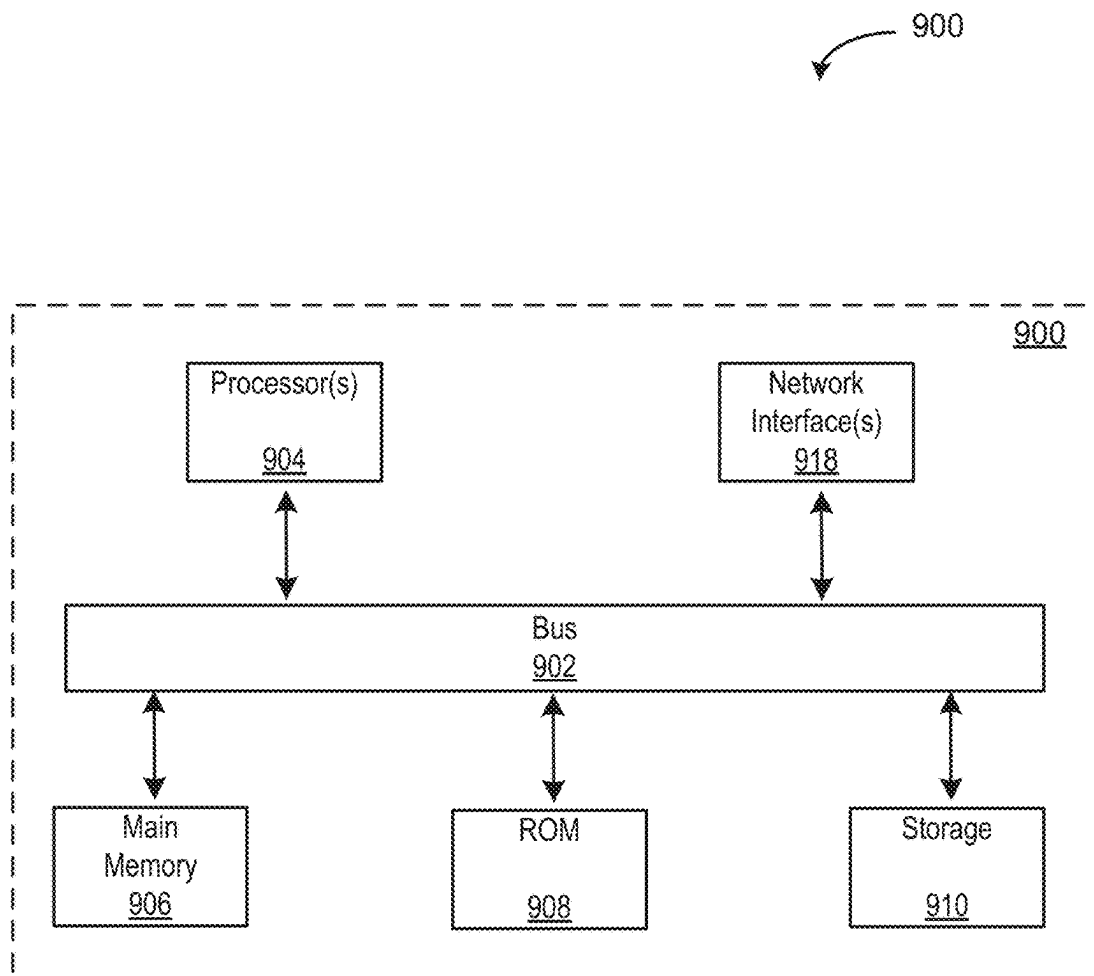 900
900
Processor(s)
904
Network
Interface(s)
918
Bus
902
Main
Memory
906
ROM
908
Storage
910